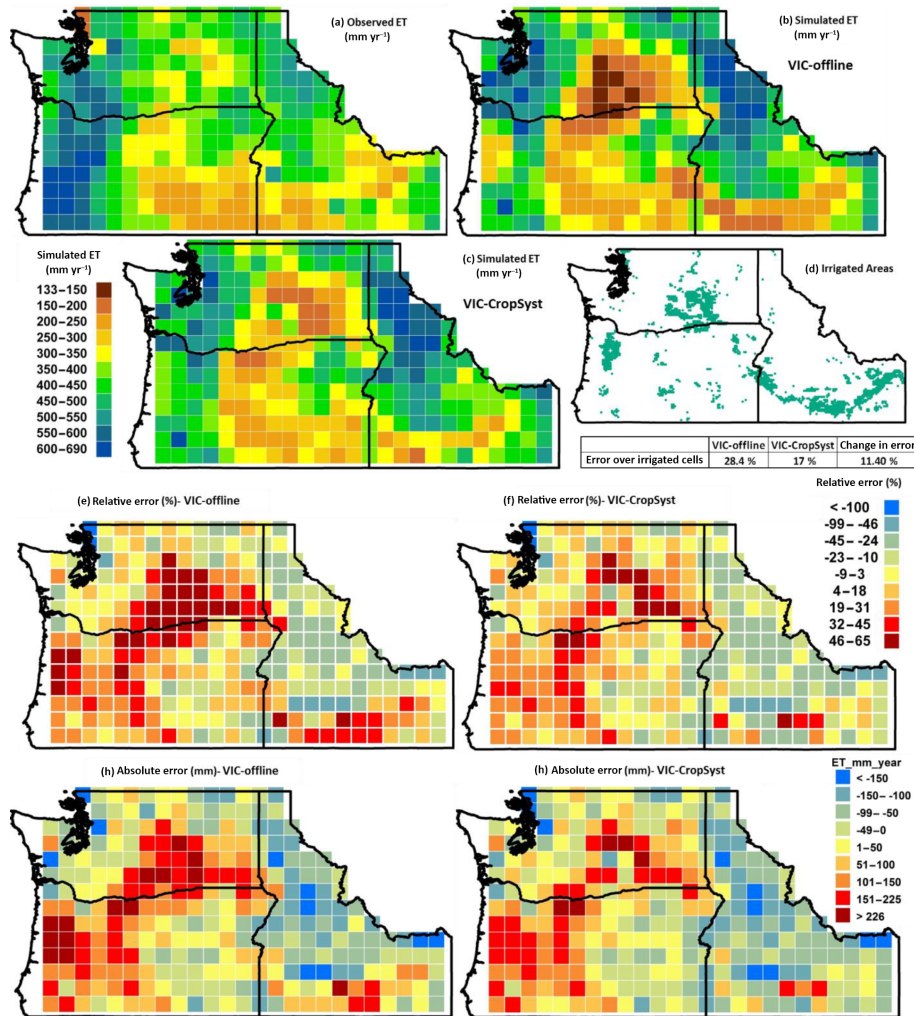 (a) Observed ET
(mm yr⁻¹)
(b) Simulated ET
(mm yr⁻¹)
VIC-offline
Simulated ET
(mm yr⁻¹)
133–150
150–200
200–250
250–300
300–350
350–400
400–450
450–500
500–550
550–600
600–690
(c) Simulated ET
(mm yr⁻¹)
VIC-CropSyst
(d) Irrigated Areas
VIC-offline VIC-CropSyst Change in error
Error over irrigated cells 28.4 % 17 % 11.40 %
(e) Relative error (%)- VIC-offline
(f) Relative error (%)- VIC-CropSyst
Relative error (%)
< -100
-99– -46
-45– -24
-23– -10
-9–3
4–18
19–31
32–45
46–65
(h) Absolute error (mm)- VIC-offline
(h) Absolute error (mm)- VIC-CropSyst
ET_mm_year
< -150
-150– -100
-99– -50
-49–0
1–50
51–100
101–150
151–225
> 226